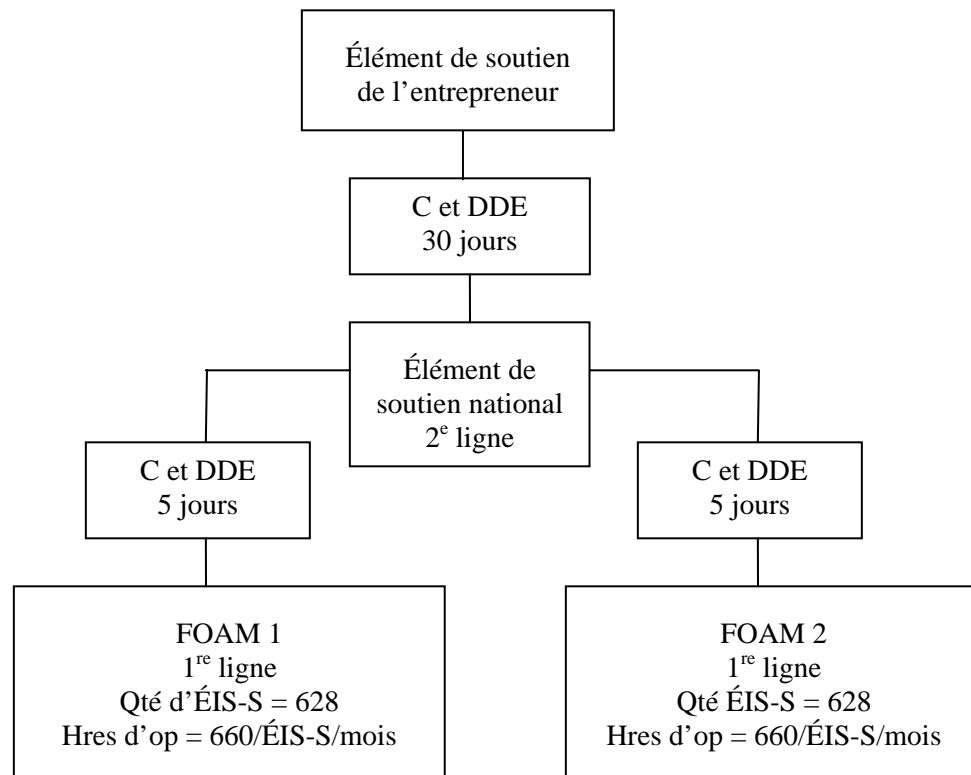 Élément de soutien
de l’entrepreneur
C et DDE
30 jours
Élément de
soutien national
2e ligne
C et DDE
5 jours
C et DDE
5 jours
FOAM 1
1re ligne
Qté d’ÉIS-S = 628
Hres d’op = 660/ÉIS-S/mois
FOAM 2
1re ligne
Qté ÉIS-S = 628
Hres d’op = 660/ÉIS-S/mois